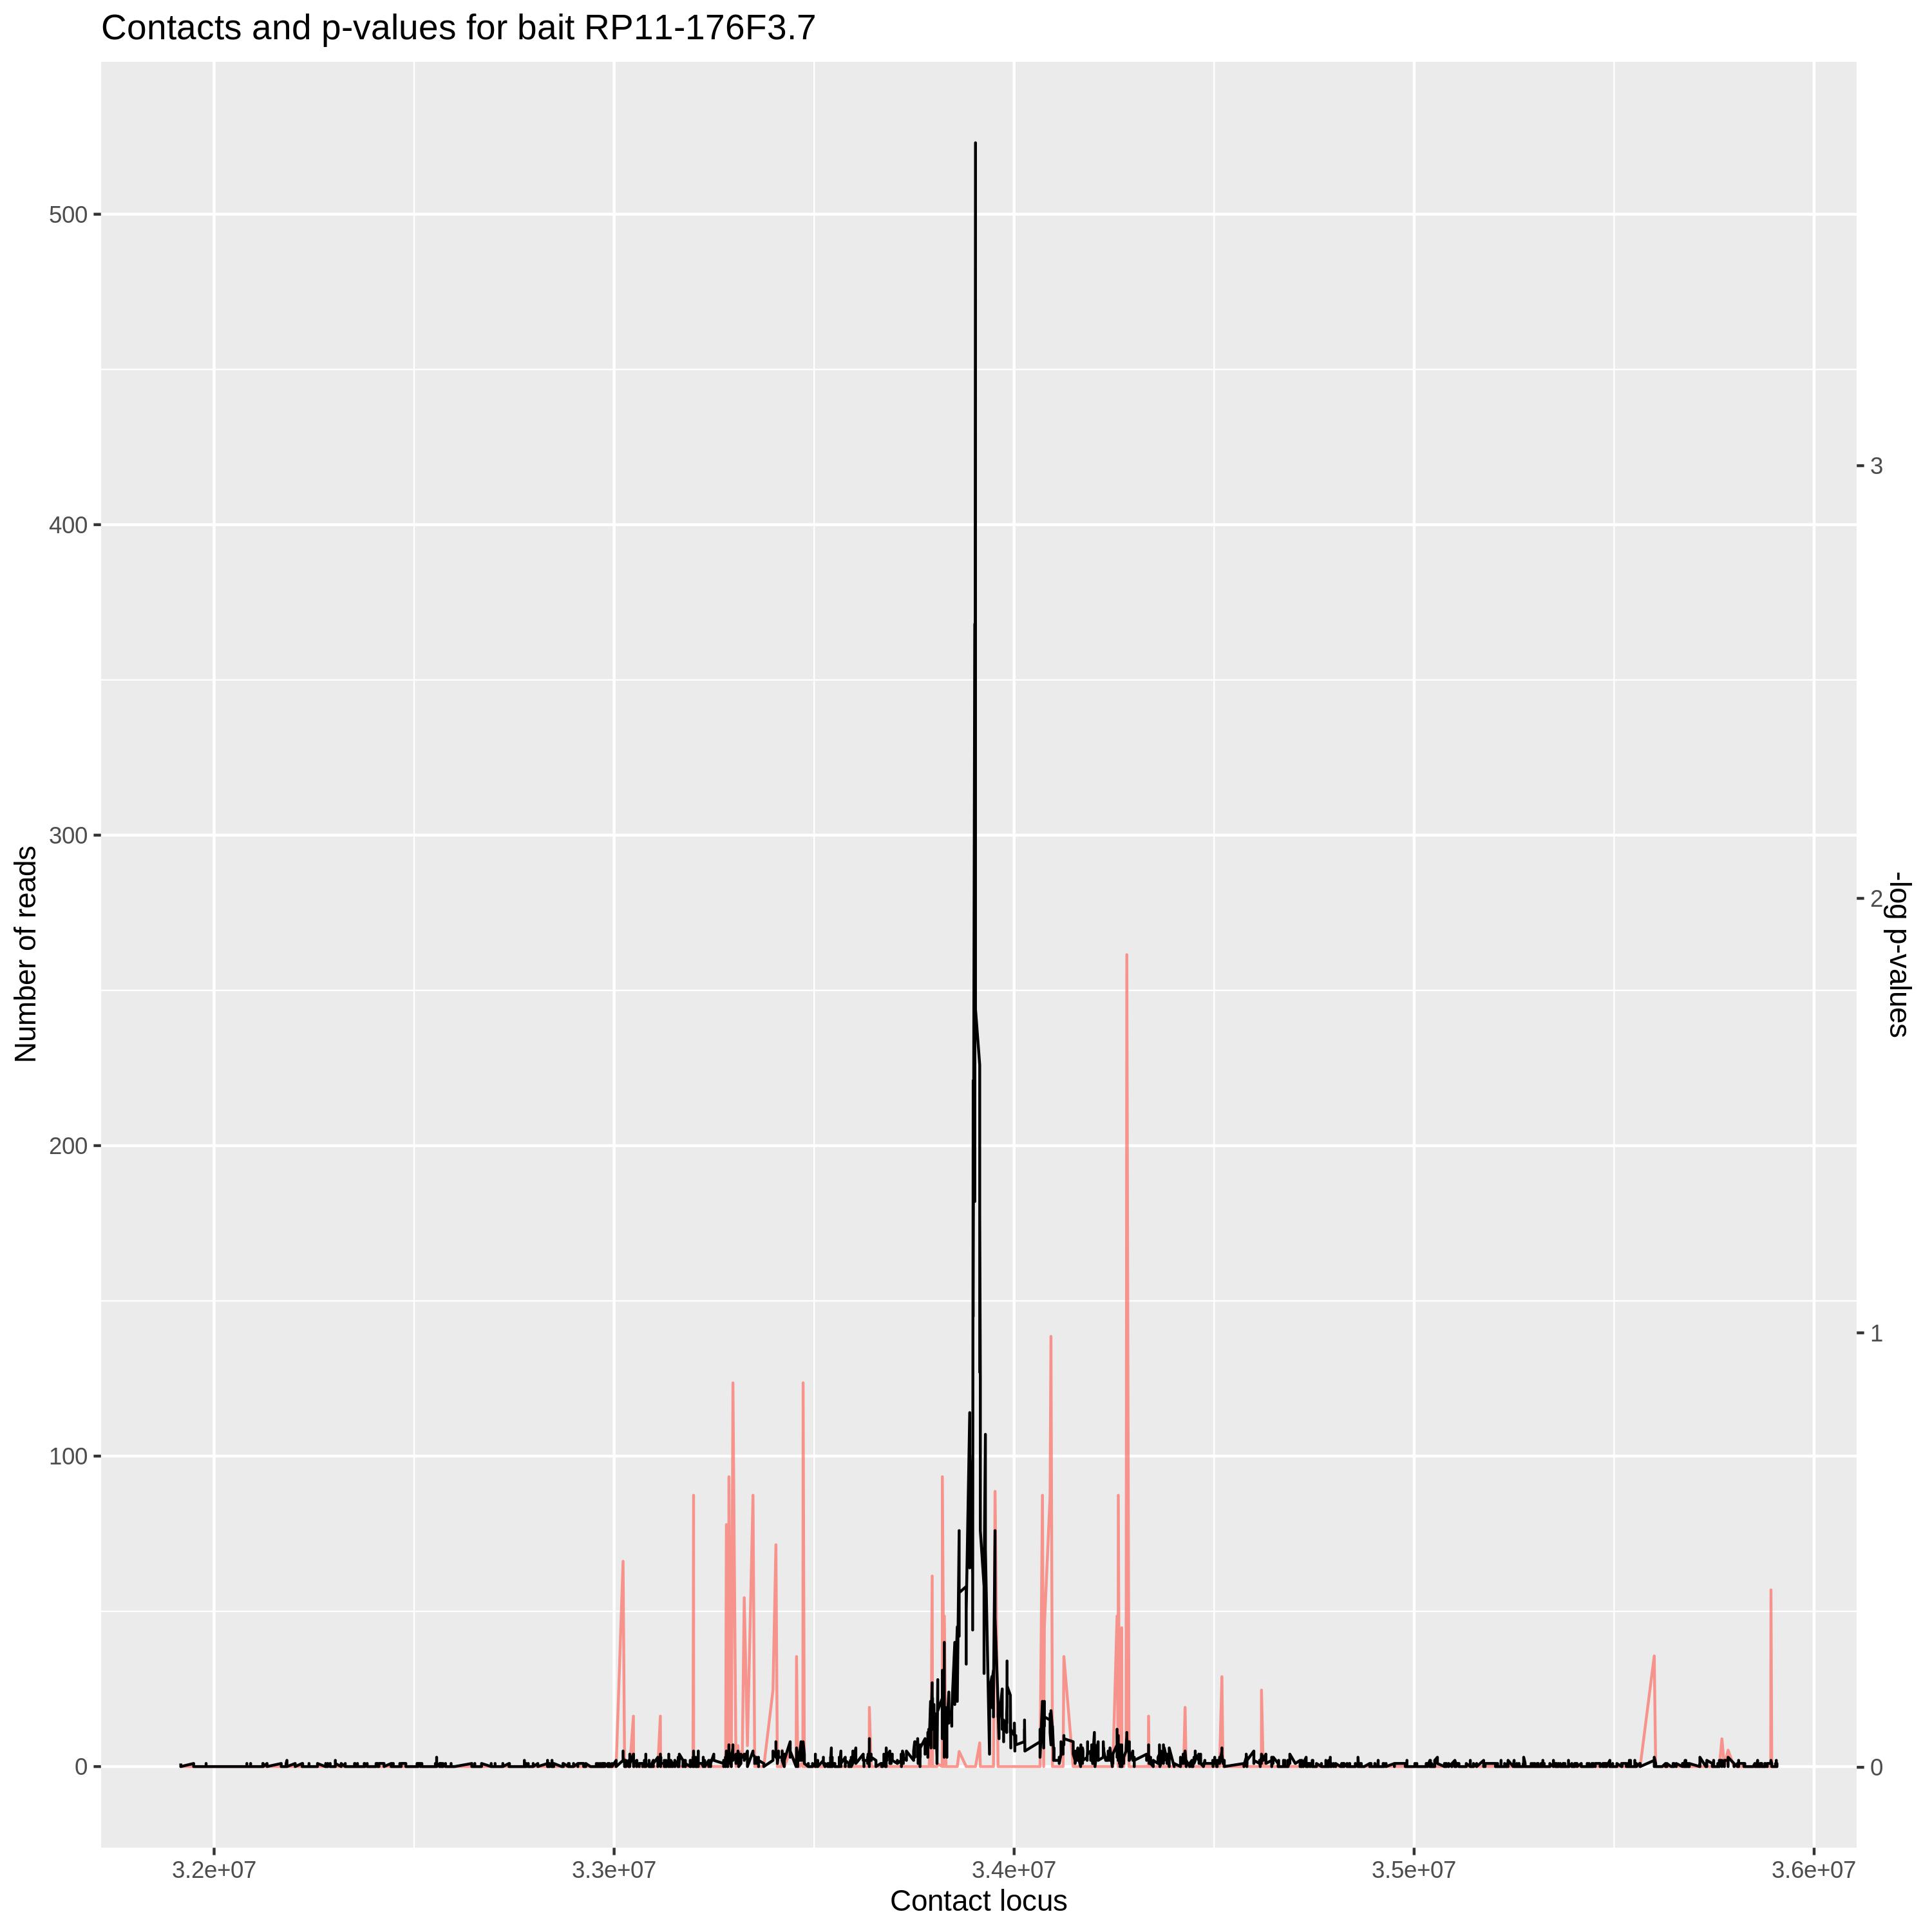 Contacts and p-values for bait RP11-176F3.7
500
400
300
200
100
0
Number of reads
3
2
1
0
-log p-values
3.2e+07
3.3e+07
3.4e+07
3.5e+07
3.6e+07
Contact locus